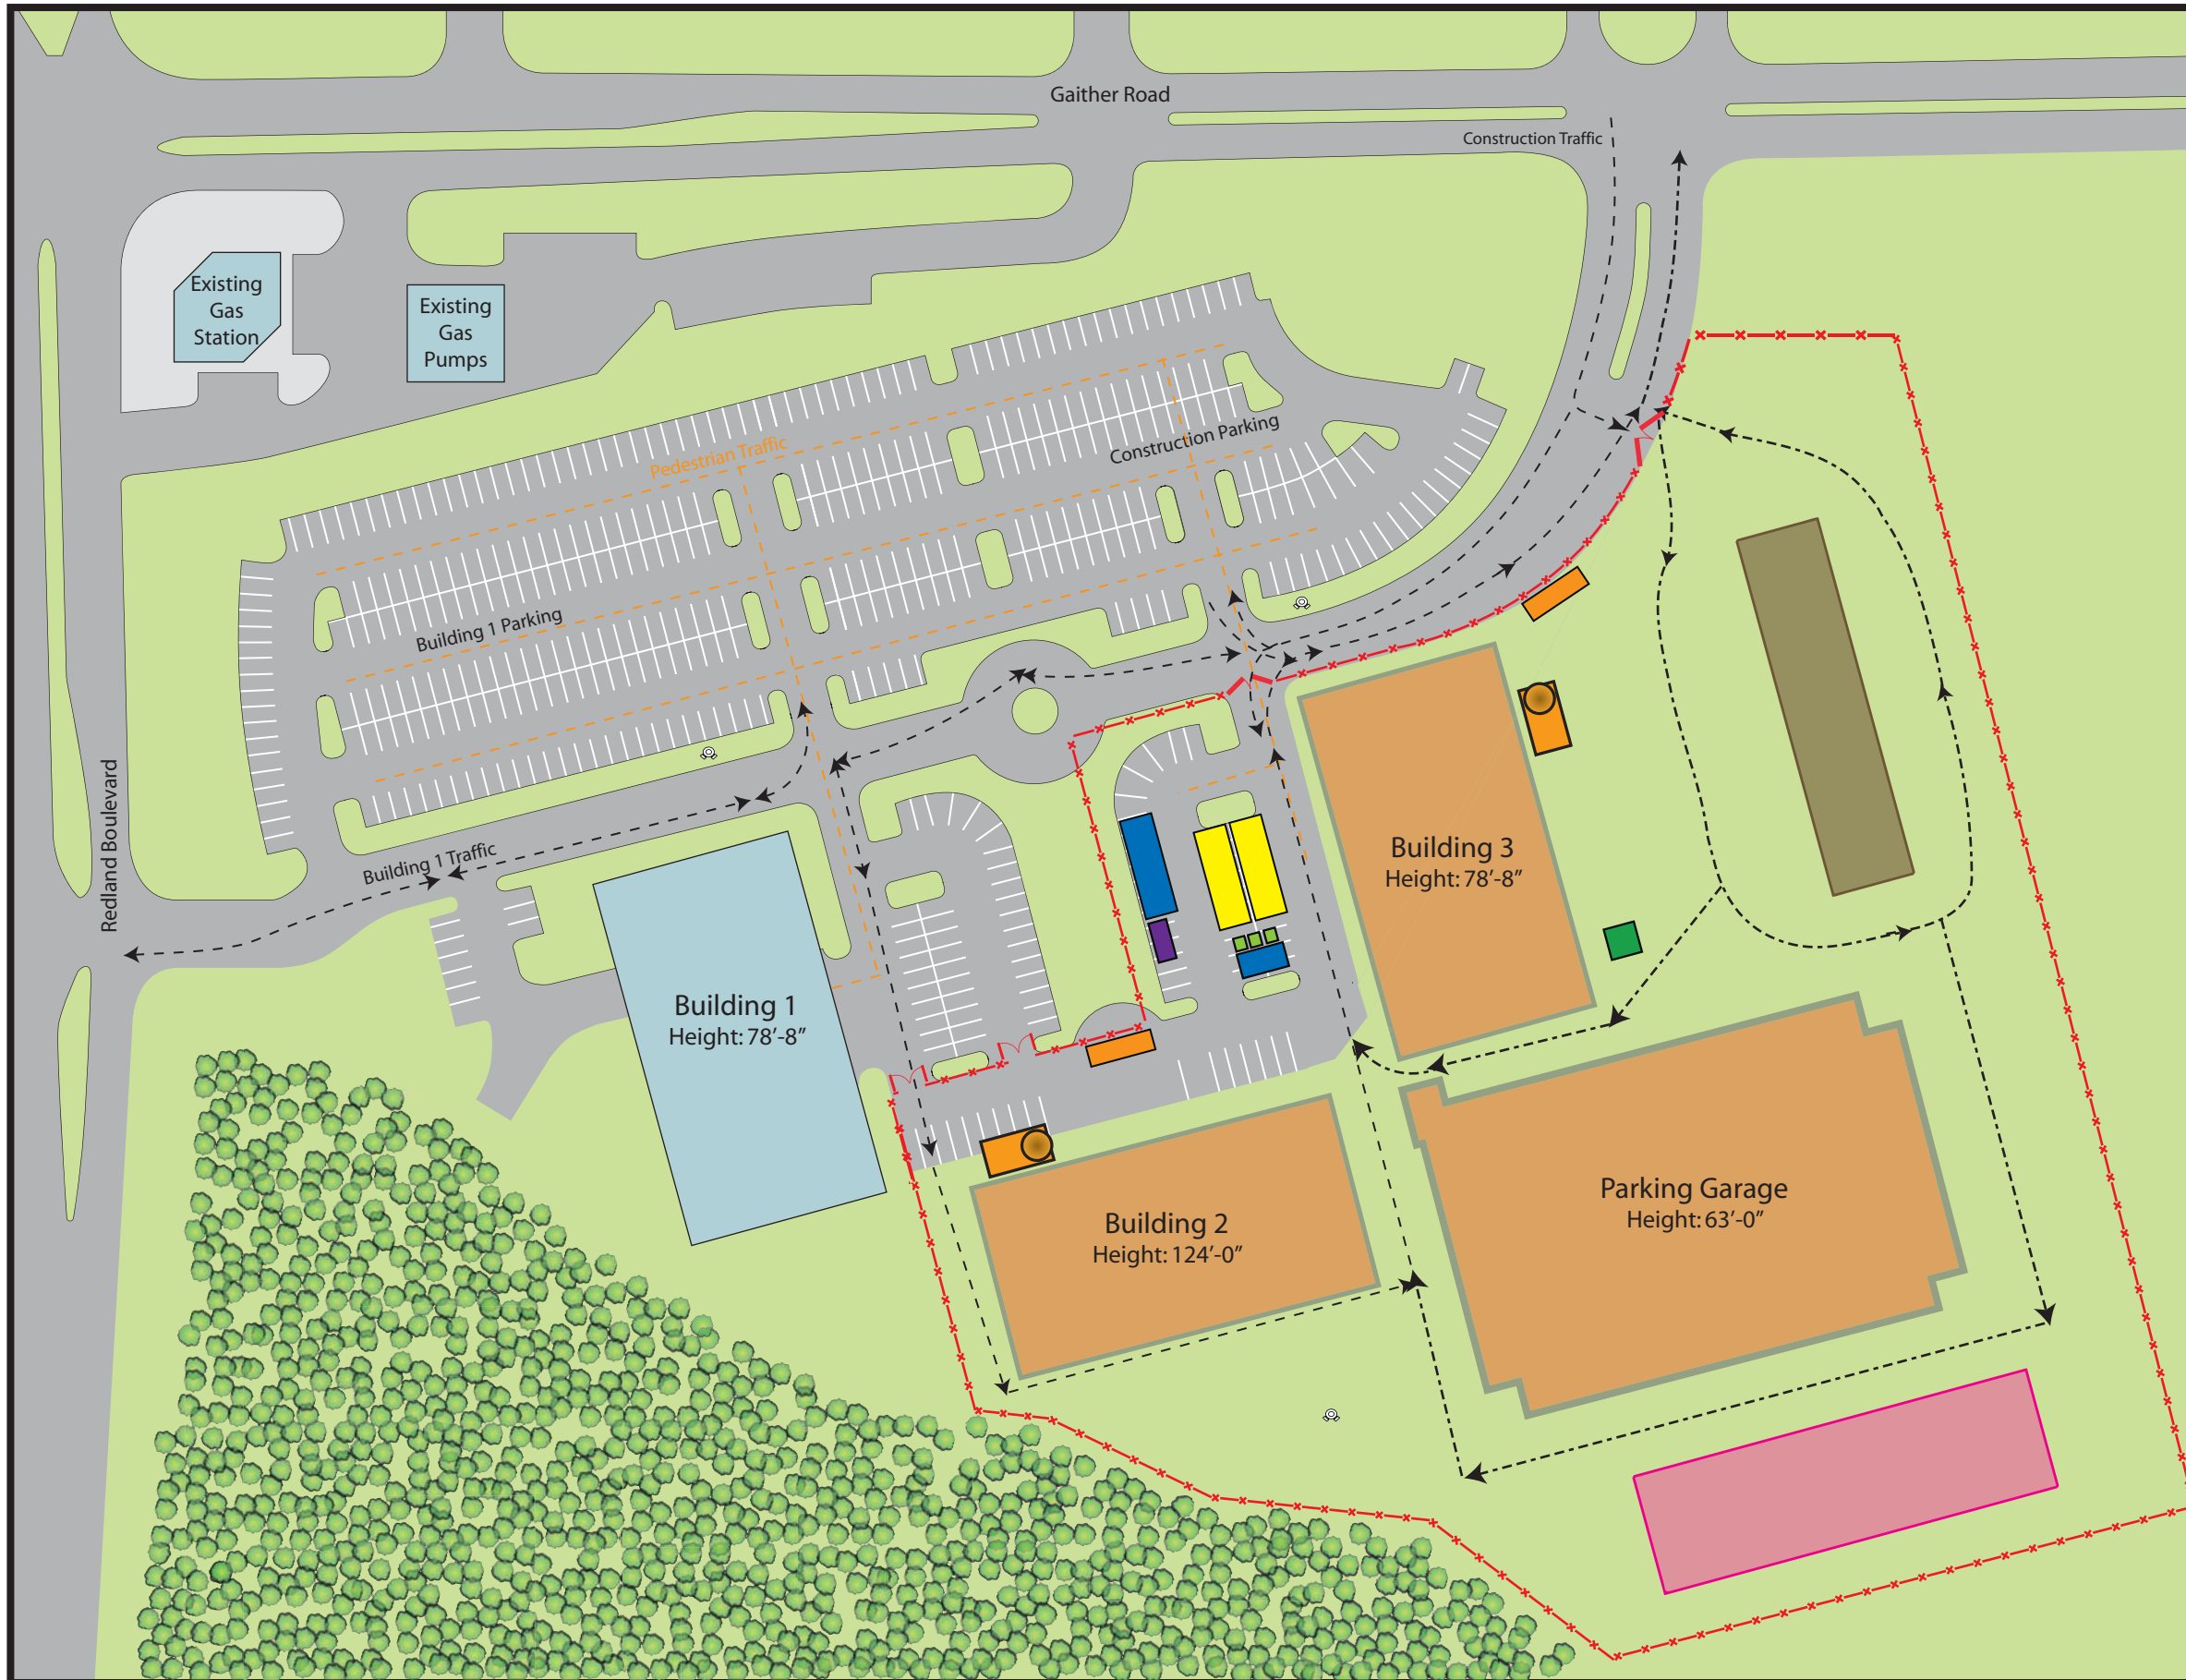 Gaither Road
Construction Traffic
Existing
Gas
Station
Existing
Gas
Pumps
Pedestrian Traffic
Construction Parking
Building 1 Parking
Redland Boulevard
Building 1 Traffic
Building 3
Height: 78'-8"
Building 1
Height: 78'-8"
Parking Garage
Height: 63'-0"
Building 2
Height: 124'-0"